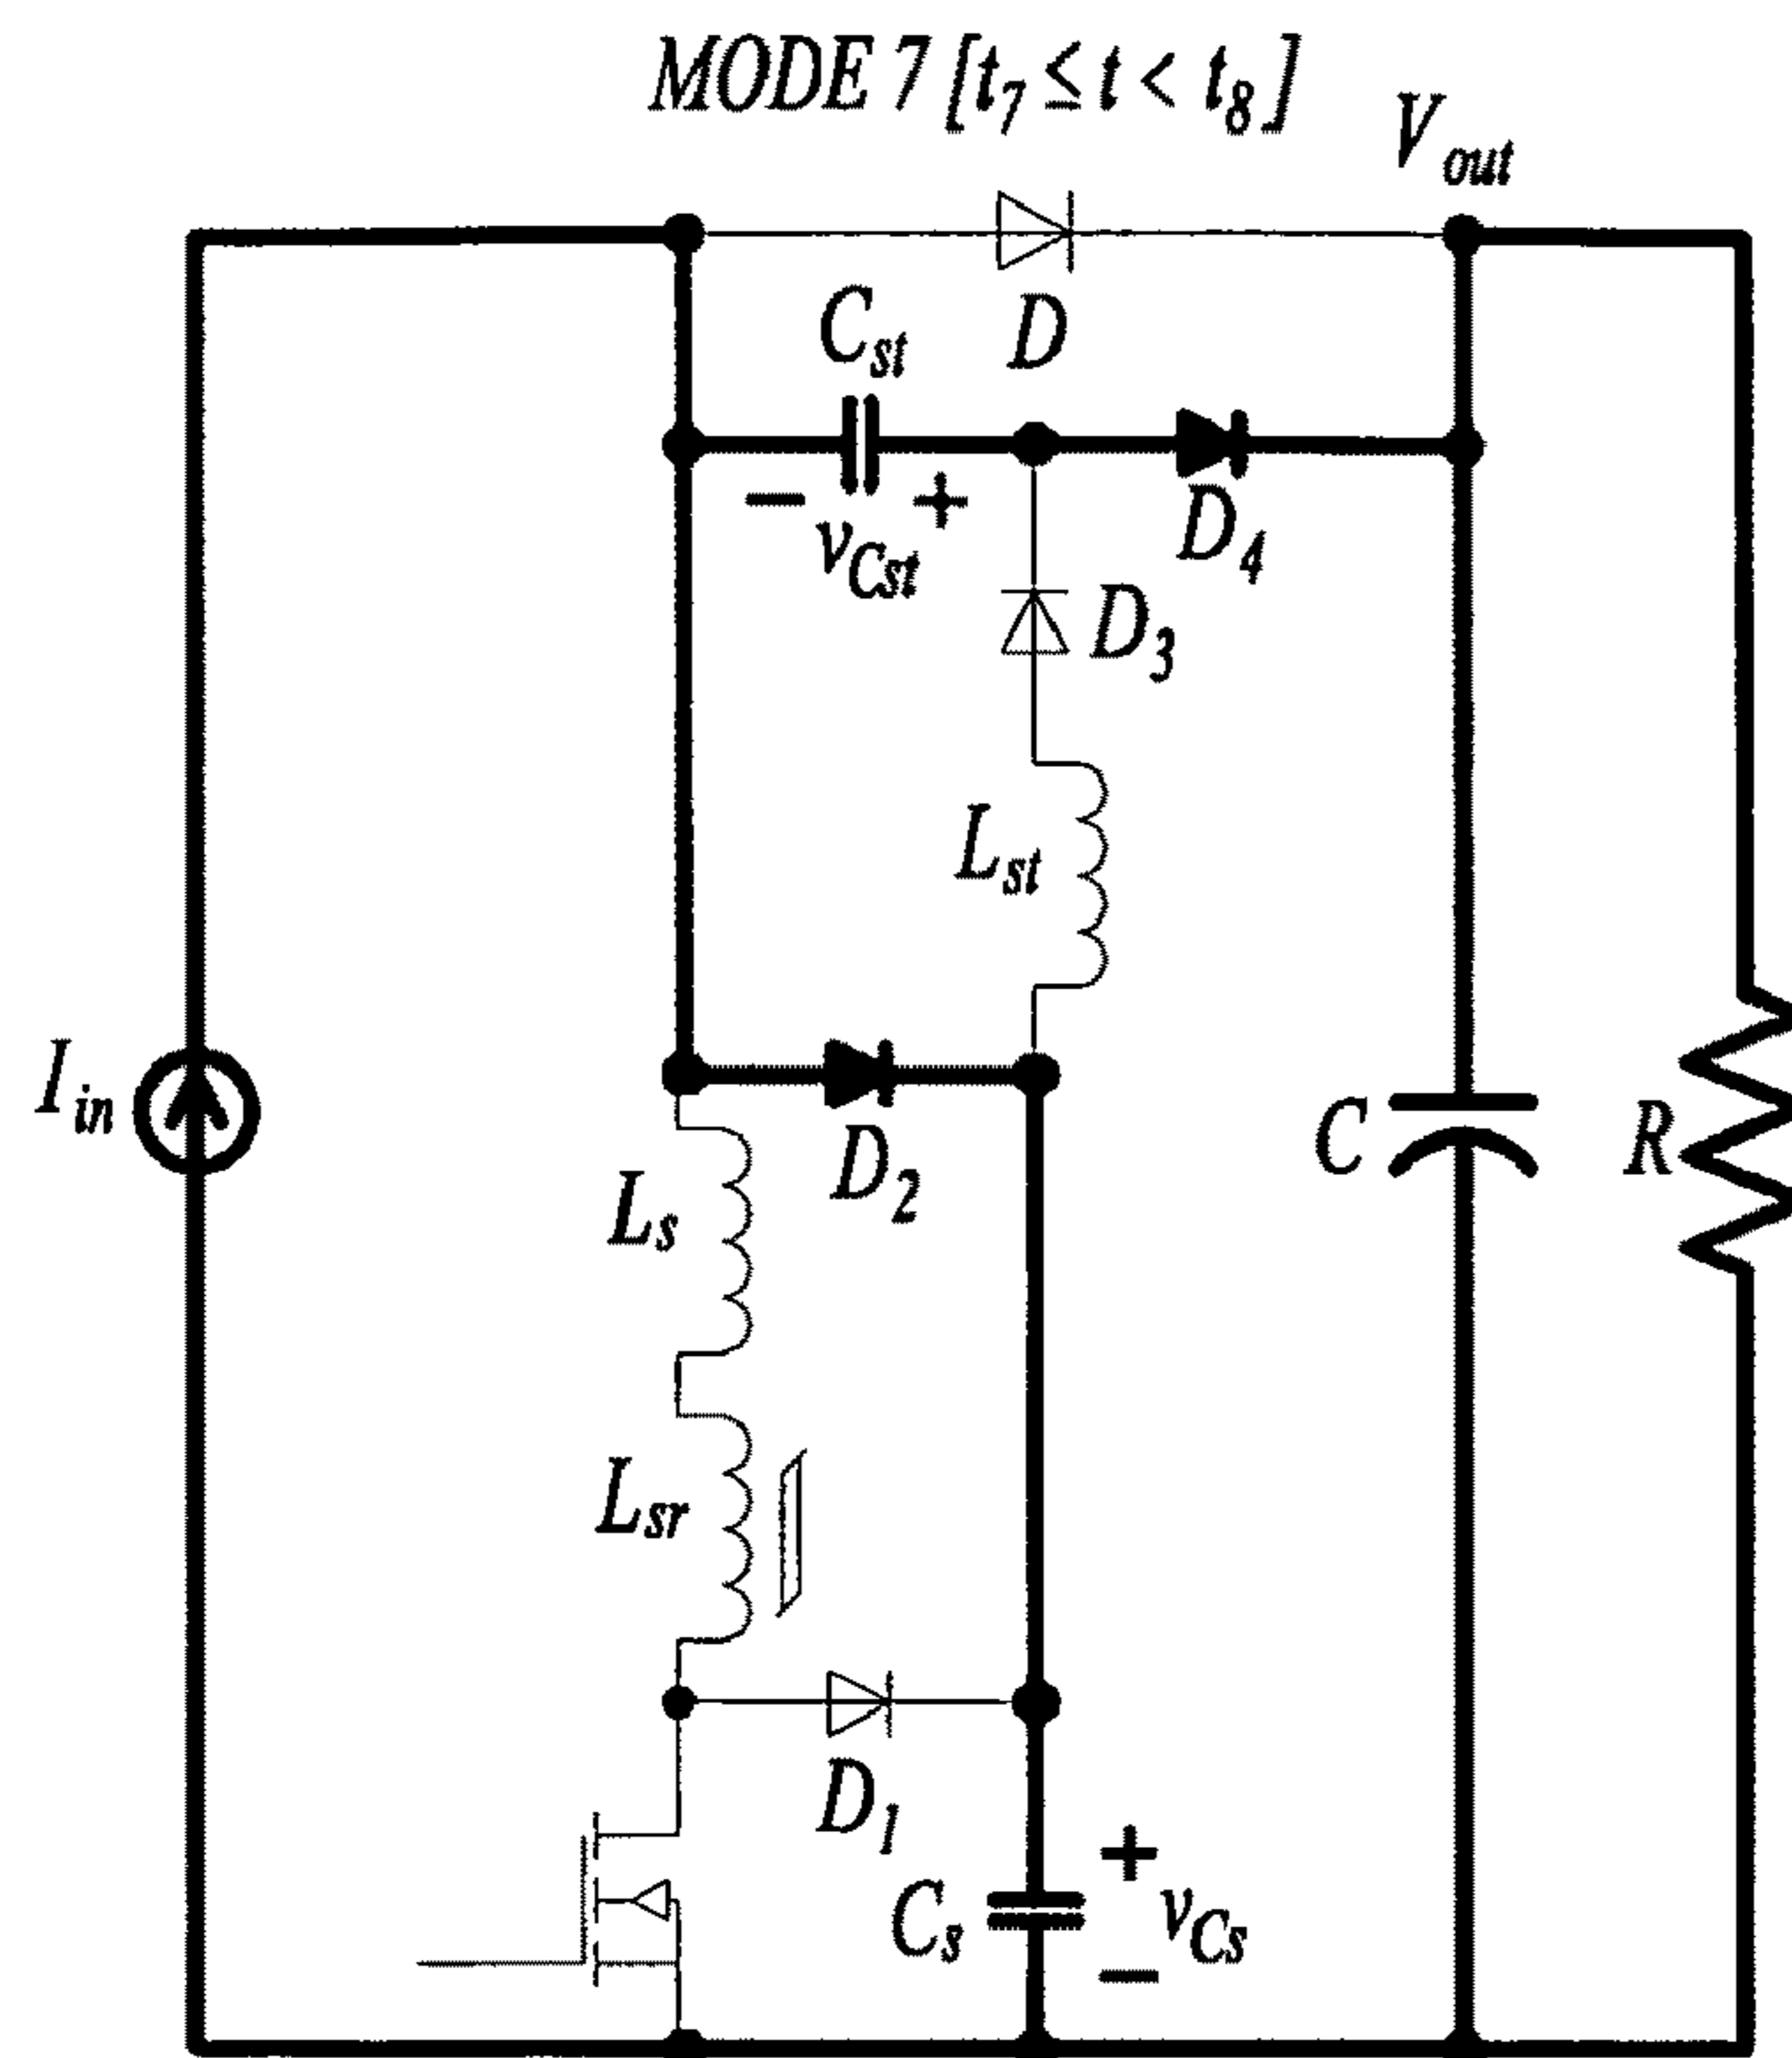 MODE 7 [t7 ≤ t < t8]
Vout
Cst
D
− vCst +
D4
D3
Lst
Iin
D2
Ls
C
R
Lsr
D1
Cs
+
vCs
−